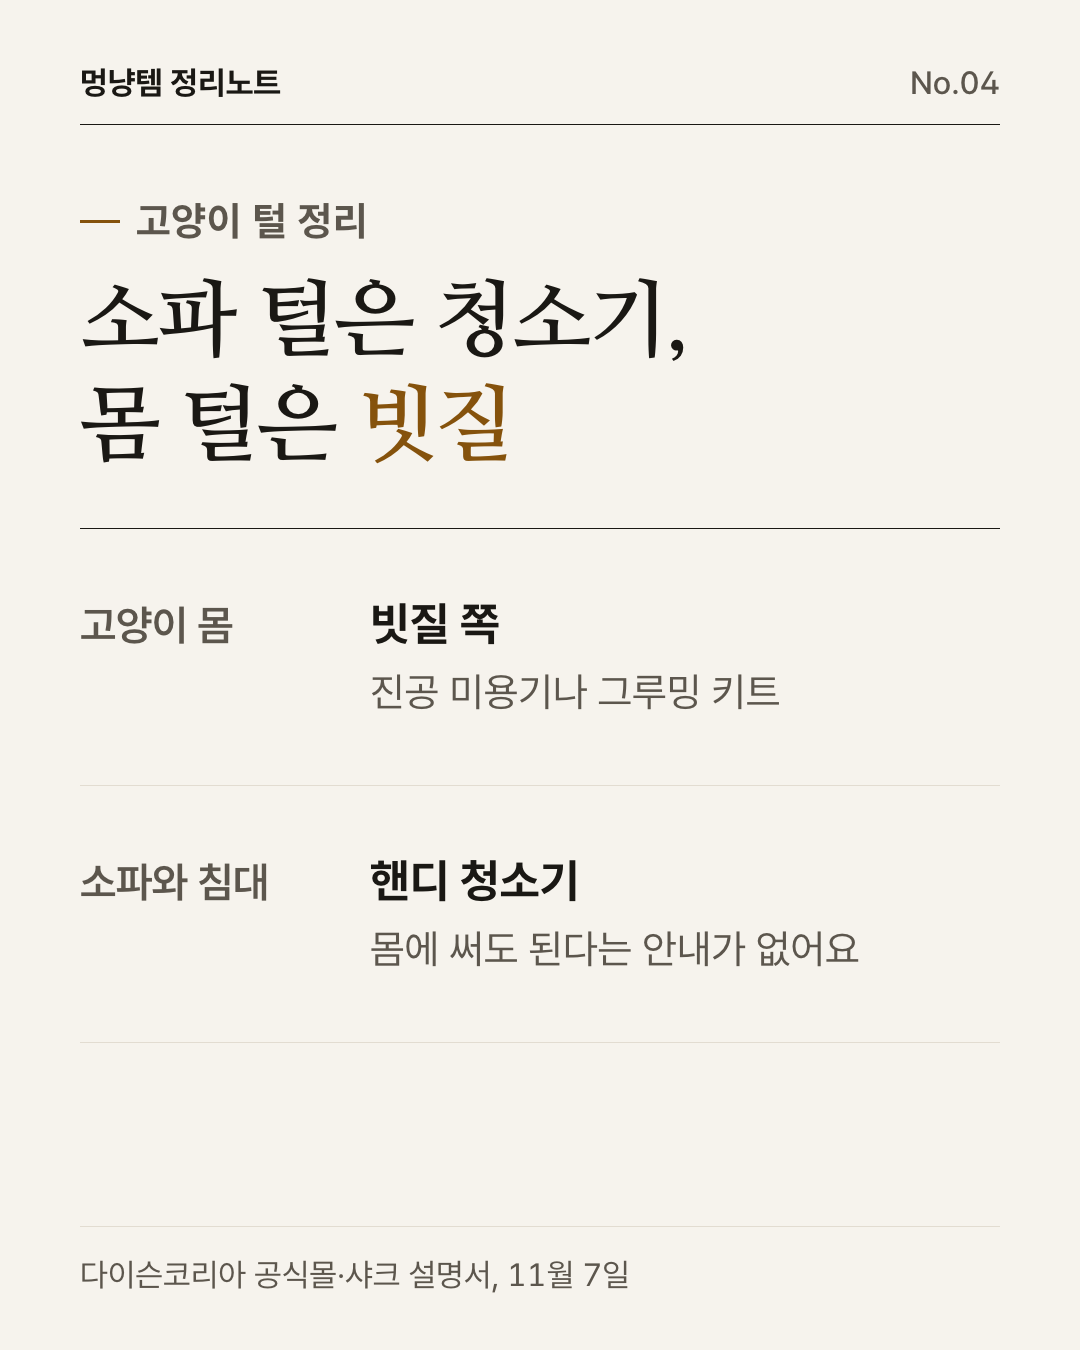 멍냥템 정리노트
No.04
고양이 털 정리
소파 털은 청소기,
몸 털은 빗질
고양이 몸
빗질 쪽
진공 미용기나 그루밍 키트
소파와 침대
핸디 청소기
몸에 써도 된다는 안내가 없어요
다이슨코리아 공식몰·샤크 설명서, 11월 7일